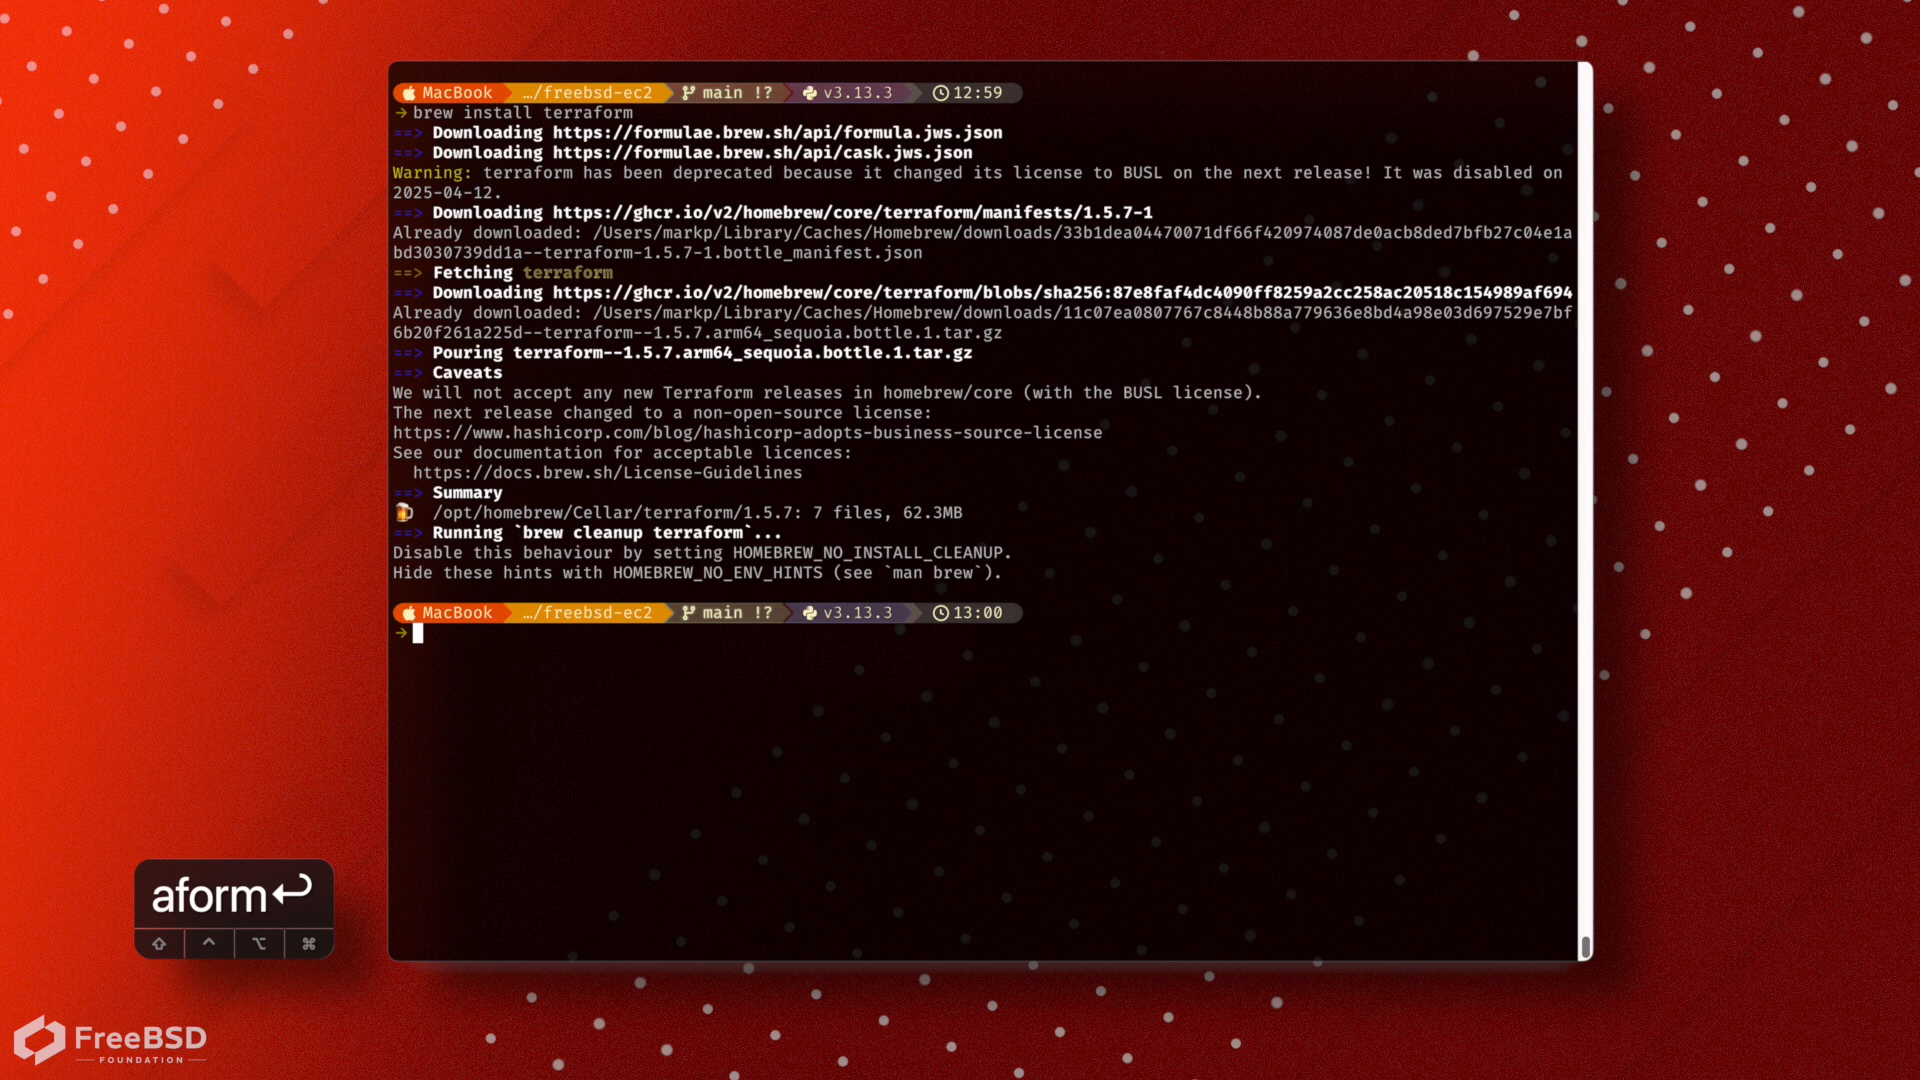 MacBook …/freebsd-ec2 main !? v3.13.3 12:59
→ brew install terraform
==> Downloading https://formulae.brew.sh/api/formula.jws.json
==> Downloading https://formulae.brew.sh/api/cask.jws.json
Warning: terraform has been deprecated because it changed its license to BUSL on the next release! It was disabled on
2025-04-12.
==> Downloading https://ghcr.io/v2/homebrew/core/terraform/manifests/1.5.7-1
Already downloaded: /Users/markp/Library/Caches/Homebrew/downloads/33b1dea04470071df66f420974087de0acb8ded7bfb27c04e1a
bd3030739dd1a--terraform-1.5.7-1.bottle_manifest.json
==> Fetching terraform
==> Downloading https://ghcr.io/v2/homebrew/core/terraform/blobs/sha256:87e8faf4dc4090ff8259a2cc258ac20518c154989af694
Already downloaded: /Users/markp/Library/Caches/Homebrew/downloads/11c07ea0807767c8448b88a779636e8bd4a98e03d697529e7bf
6b20f261a225d--terraform--1.5.7.arm64_sequoia.bottle.1.tar.gz
==> Pouring terraform--1.5.7.arm64_sequoia.bottle.1.tar.gz
==> Caveats
We will not accept any new Terraform releases in homebrew/core (with the BUSL license).
The next release changed to a non-open-source license:
https://www.hashicorp.com/blog/hashicorp-adopts-business-source-license
See our documentation for acceptable licences:
https://docs.brew.sh/License-Guidelines
==> Summary
🍺 /opt/homebrew/Cellar/terraform/1.5.7: 7 files, 62.3MB
==> Running `brew cleanup terraform`...
Disable this behaviour by setting HOMEBREW_NO_INSTALL_CLEANUP.
Hide these hints with HOMEBREW_NO_ENV_HINTS (see `man brew`).
MacBook …/freebsd-ec2 main !? v3.13.3 13:00
→
aform↩
⇧ ⌃ ⌥ ⌘
FreeBSD
FOUNDATION